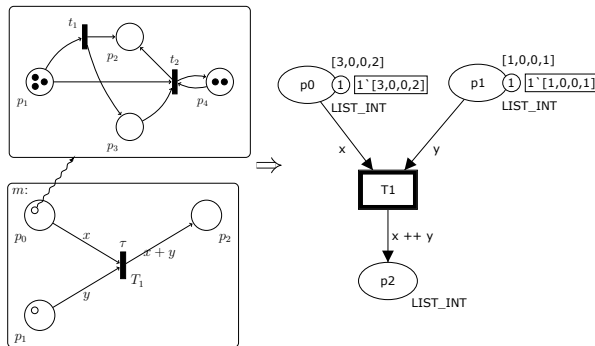 t₁
p₂
t₂
p₁
p₄
p₃
m:
p₀
x
τ
x + y
p₂
y
T₁
p₁
⇒
[3,0,0,2]
p0
1
1`[3,0,0,2]
LIST_INT
[1,0,0,1]
p1
1
1`[1,0,0,1]
LIST_INT
x
y
T1
x ++ y
p2
LIST_INT